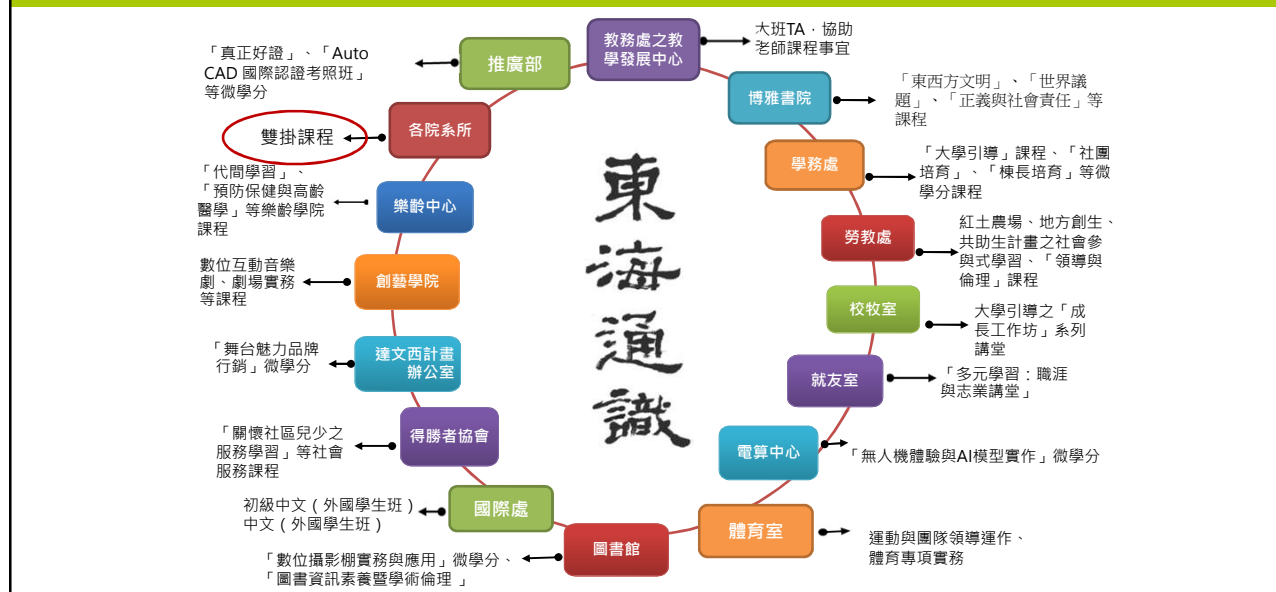 教務處之教
學發展中心
大班TA，協助
老師課程事宜
博雅書院
「東西方文明」、「世界議
題」、「正義與社會責任」等
課程
學務處
「大學引導」課程、「社團
培育」、「棟長培育」等微
學分課程
勞教處
紅土農場、地方創生、
共助生計畫之社會參
與式學習、「領導與
倫理」課程
校牧室
大學引導之「成
長工作坊」系列
講堂
就友室
「多元學習：職涯
與志業講堂」
電算中心
「無人機體驗與AI模型實作」微學分
體育室
運動與團隊領導運作、
體育專項實務
圖書館
「數位攝影棚實務與應用」微學分、
「圖書資訊素養暨學術倫理 」
國際處
初級中文（外國學生班）
中文（外國學生班）
得勝者協會
「關懷社區兒少之
服務學習」等社會
服務課程
達文西計畫
辦公室
「舞台魅力品牌
行銷」微學分
創藝學院
數位互動音樂
劇、劇場實務
等課程
樂齡中心
「代間學習」、
「預防保健與高齡
醫學」等樂齡學院
課程
各院系所
雙掛課程
推廣部
「真正好證」、「Auto
CAD 國際認證考照班」
等微學分
東
海
通
識